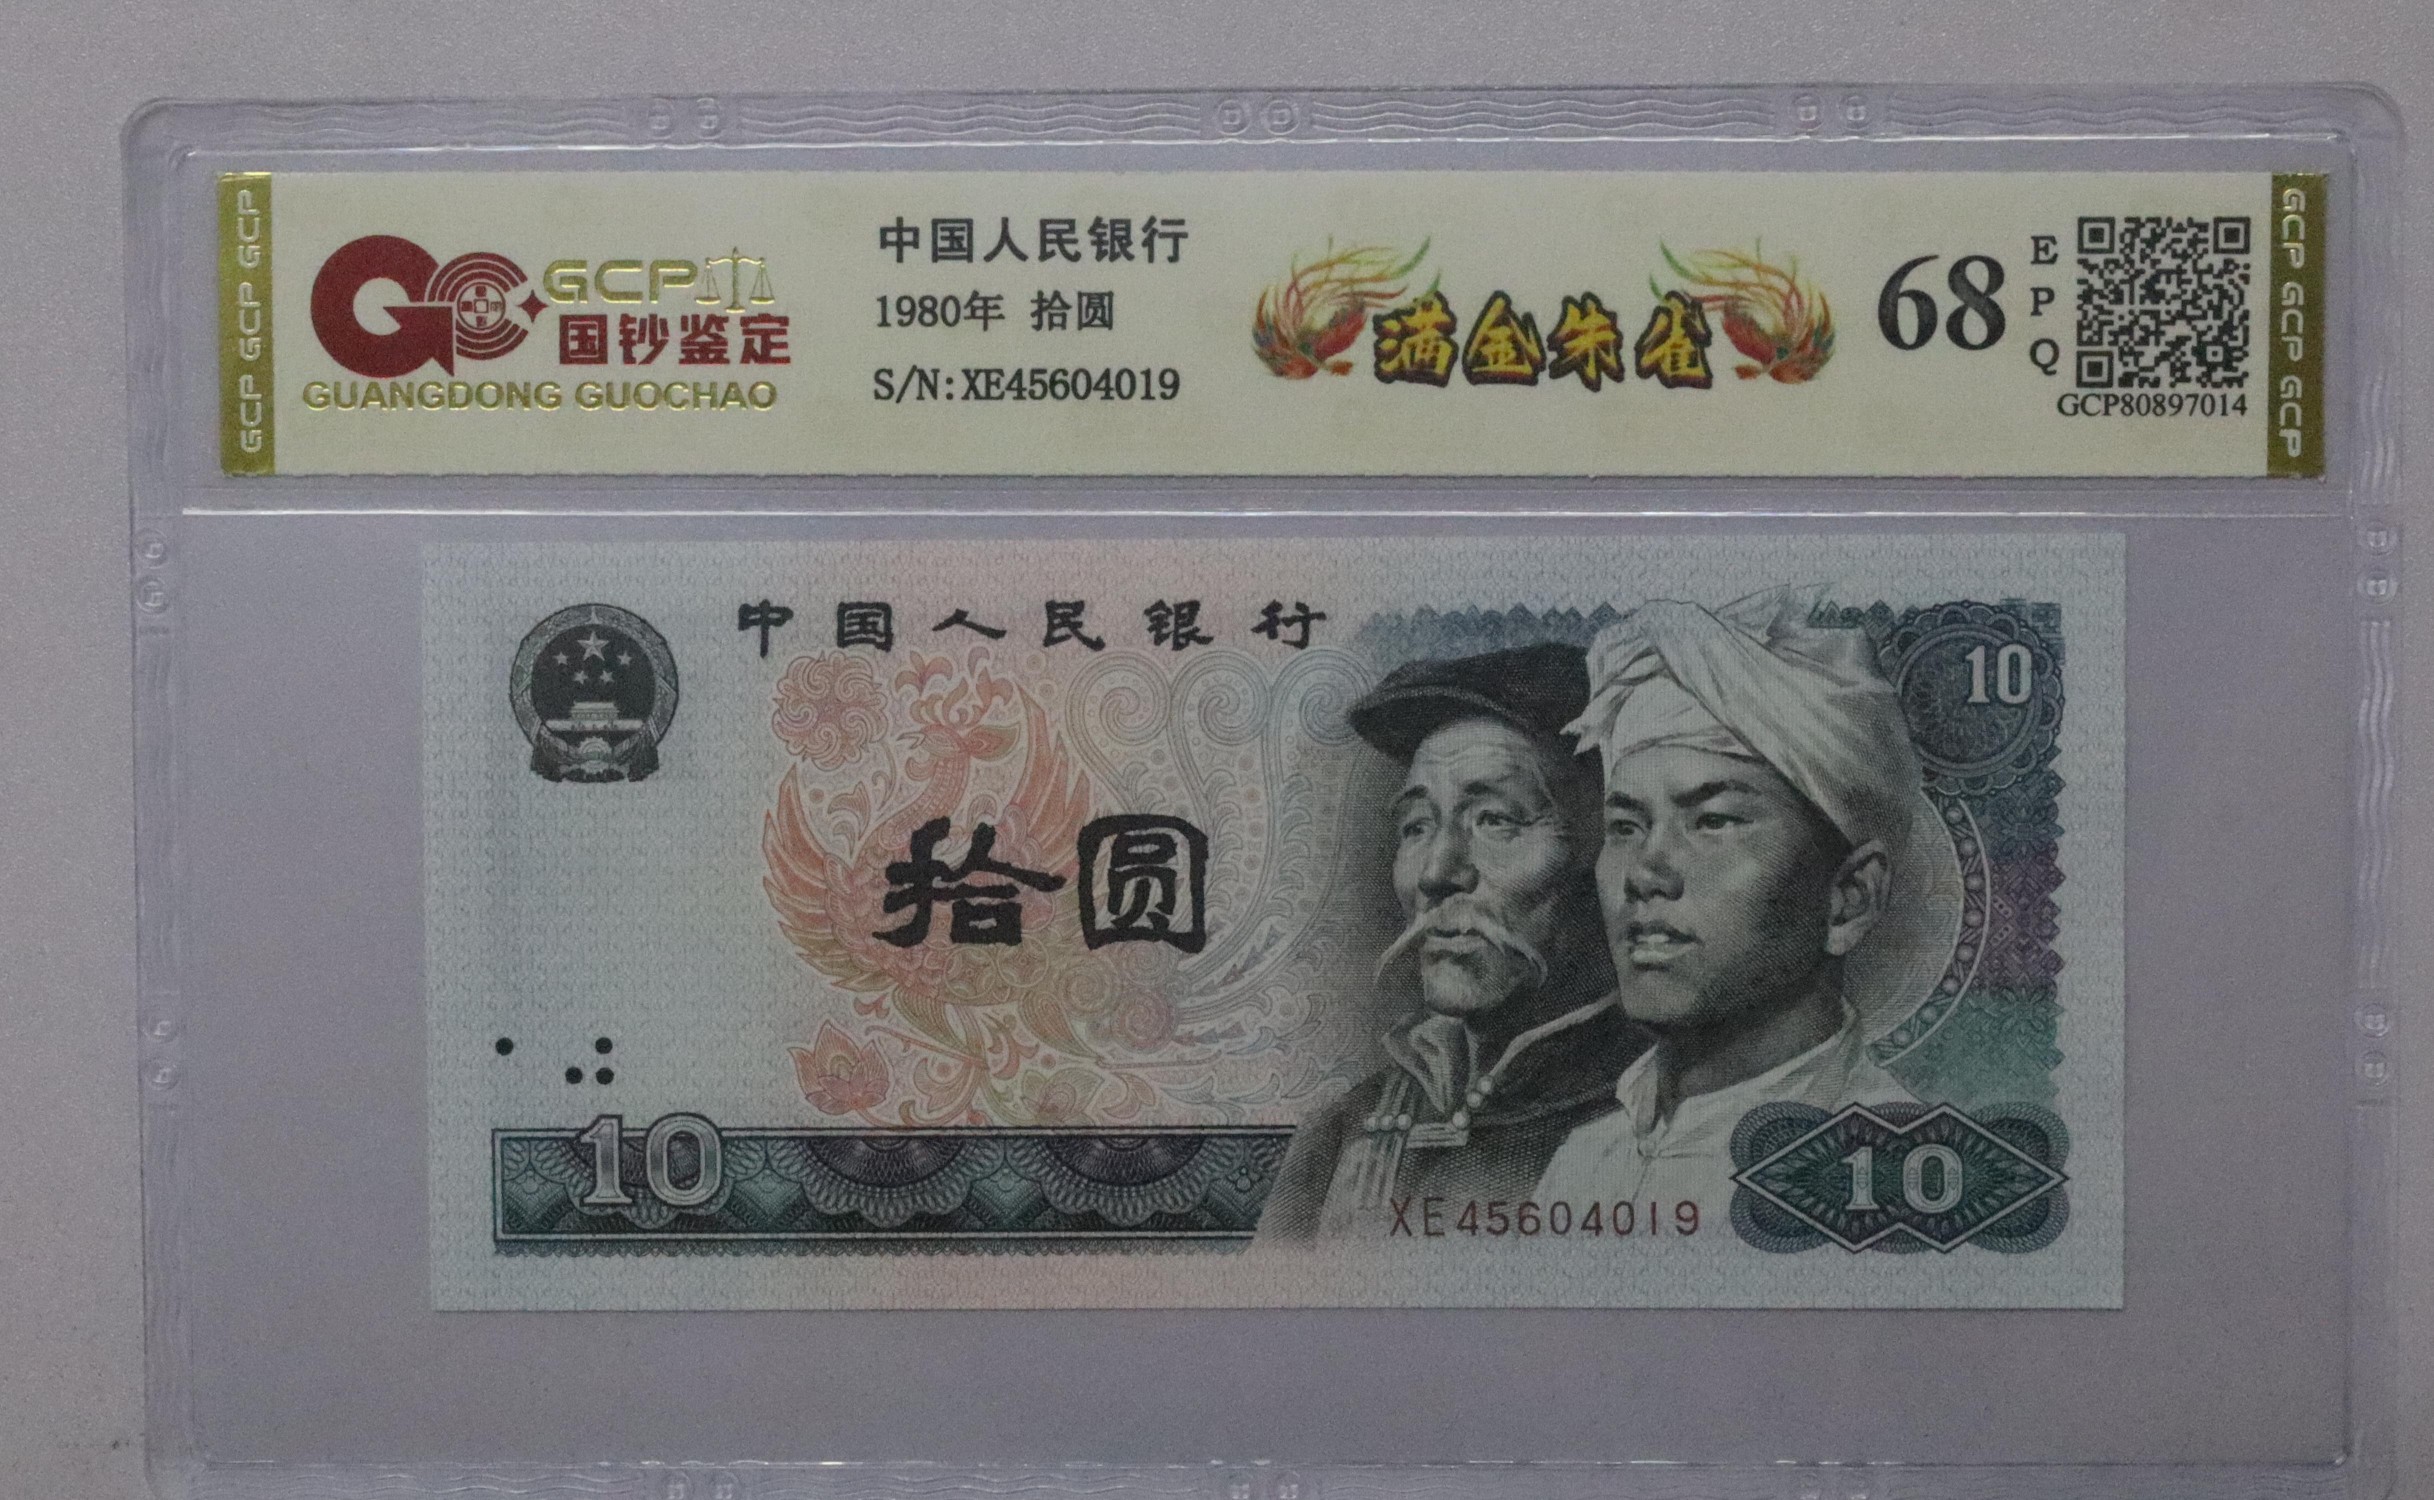 GCP GCP GCP
GCP
国钞鉴定
GUANGDONG GUOCHAO
中国人民银行
1980年 拾圆
S/N:XE45604019
满金朱雀
68
E
P
Q
GCP80897014
GCP GCP GCP
中国人民银行
10
拾圆
10
XE45604019
10